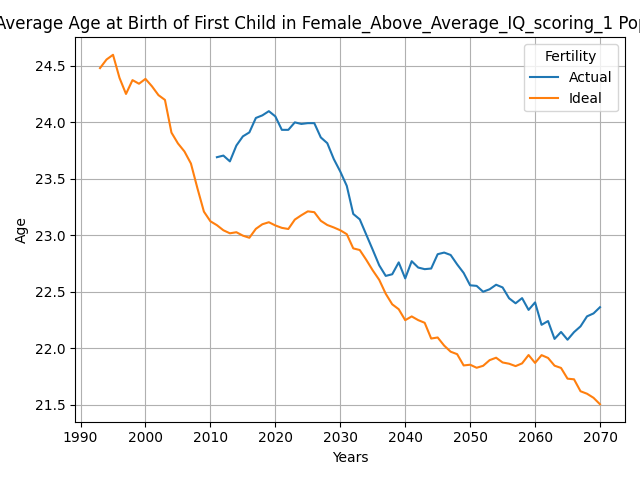 Average Age at Birth of First Child in Female_Above_Average_IQ_scoring_1
Fertility
Actual
Ideal
24.5
24.0
23.5
23.0
22.5
22.0
21.5
Age
1990 2000 2010 2020 2030 2040 2050 2060 2070
Years